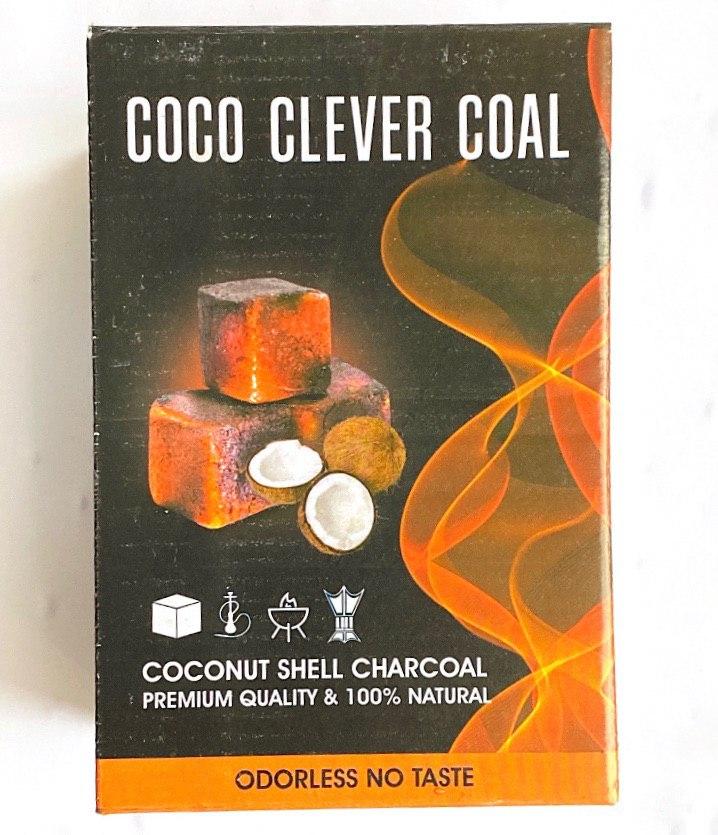 COCO CLEVER COAL
COCONUT SHELL CHARCOAL
PREMIUM QUALITY & 100% NATURAL
ODORLESS NO TASTE